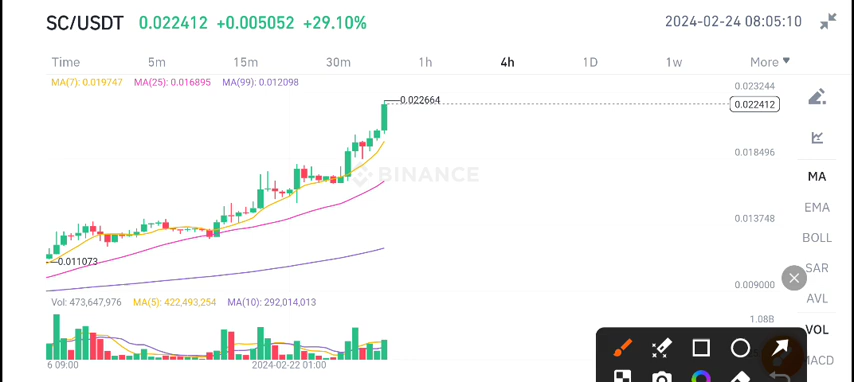 SC/USDT 0.022412 +0.005052 +29.10% 2024-02-24 08:05:10
Time 5m 15m 30m 1h 4h 1D 1w More
MA(7): 0.019747 MA(25): 0.016895 MA(99): 0.012098
0.023244
0.022664
0.022412
0.018496
BINANCE
MA
EMA
0.013748
BOLL
0.011073
SAR
0.009000
AVL
Vol: 473,647,976 MA(5): 422,493,254 MA(10): 292,014,013
1.08B
VOL
MACD
6 09:00 2024-02-22 01:00